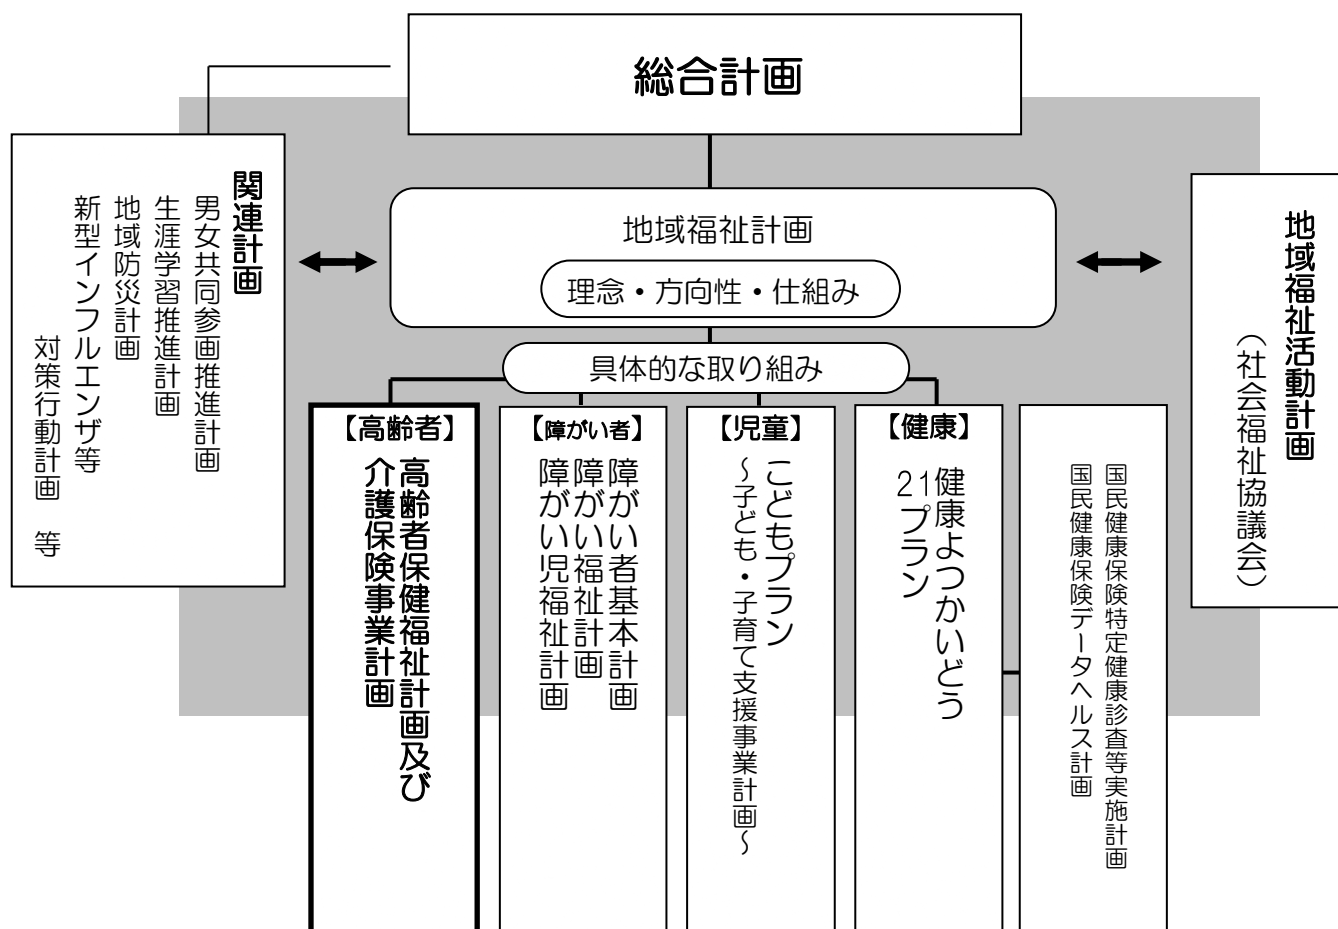 総合計画
関連計画
男女共同参画推進計画
生涯学習推進計画
地域防災計画
新型インフルエンザ等
対策行動計画　等
地域福祉計画
理念・方向性・仕組み
地域福祉活動計画
（社会福祉協議会）
具体的な取り組み
【高齢者】
高齢者保健福祉計画及び
介護保険事業計画
【障がい者】
障がい者基本計画
障がい福祉計画
障がい児福祉計画
【児童】
こどもプラン
～子ども・子育て支援事業計画～
【健康】
健康よつかいどう
21プラン
国民健康保険特定健康診査等実施計画
国民健康保険データヘルス計画